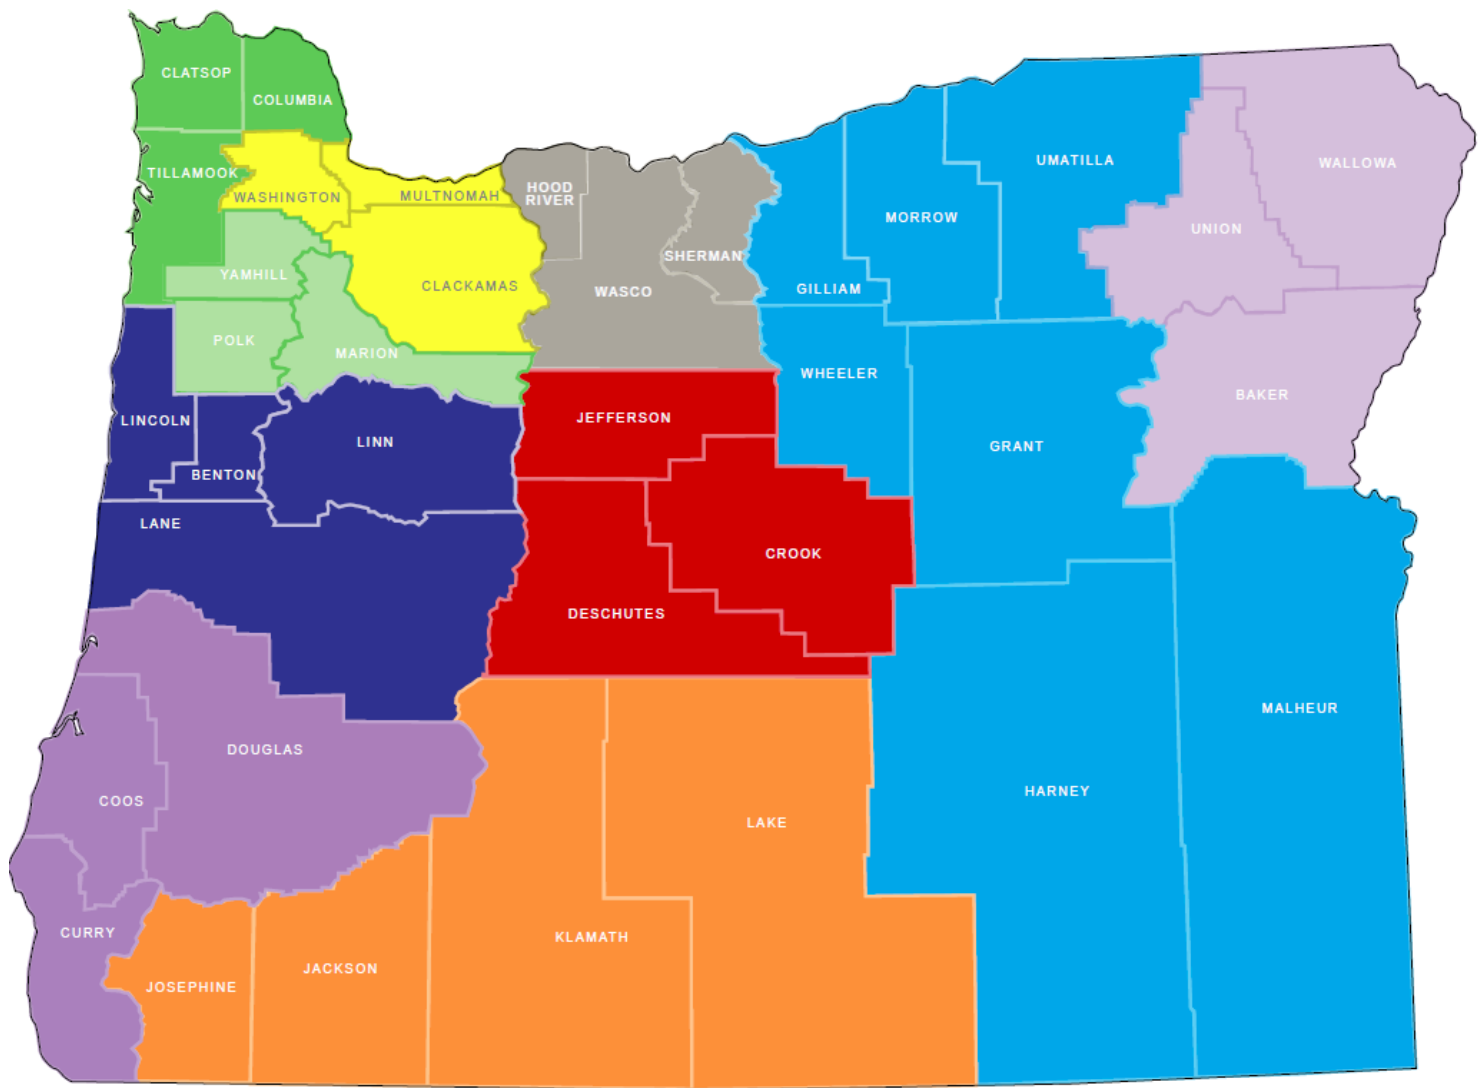 CLATSOP
COLUMBIA
TILLAMOOK
WASHINGTON
MULTNOMAH
HOOD
RIVER
UMATILLA
WALLOWA
MORROW
UNION
SHERMAN
YAMHILL
CLACKAMAS
WASCO
GILLIAM
POLK
MARION
WHEELER
BAKER
LINCOLN
JEFFERSON
LINN
GRANT
BENTON
LANE
CROOK
DESCHUTES
MALHEUR
DOUGLAS
HARNEY
COOS
LAKE
CURRY
KLAMATH
JACKSON
JOSEPHINE